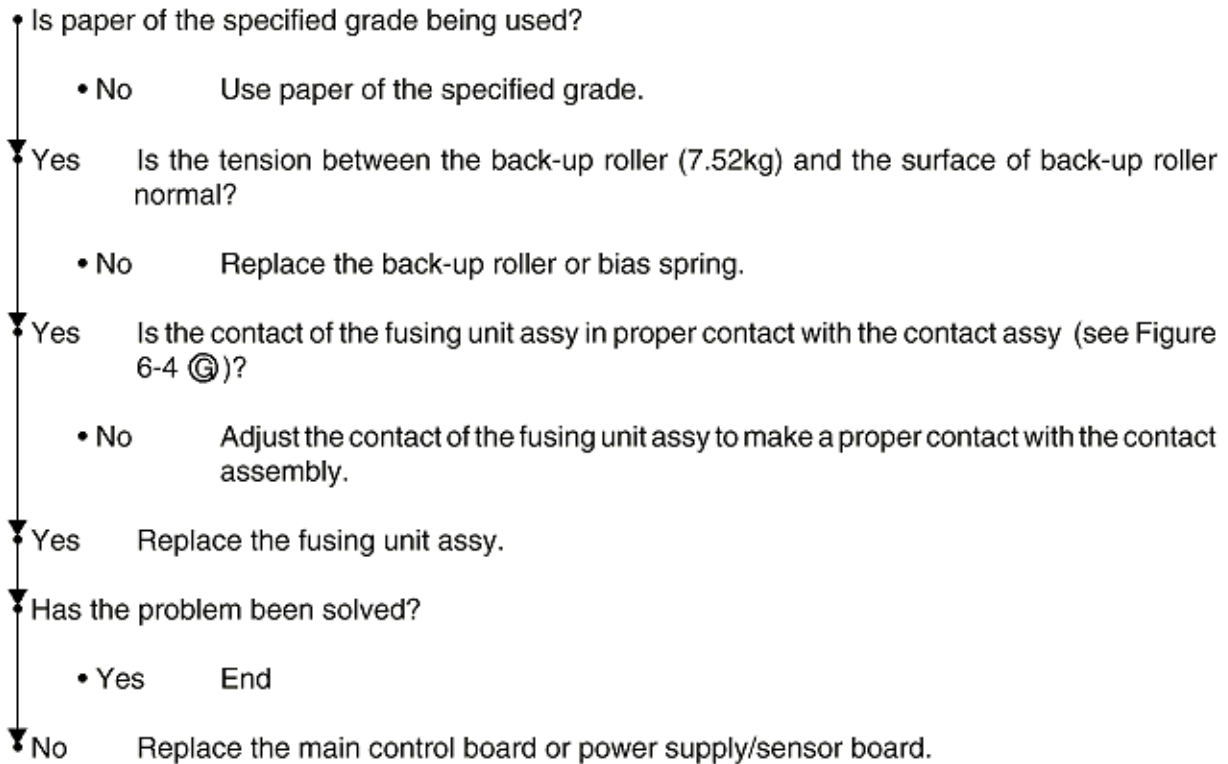 • Is paper of the specified grade being used?
• No Use paper of the specified grade.
• Yes Is the tension between the back-up roller (7.52kg) and the surface of back-up roller
normal?
• No Replace the back-up roller or bias spring.
• Yes Is the contact of the fusing unit assy in proper contact with the contact assy (see Figure
6-4 Ⓖ)?
• No Adjust the contact of the fusing unit assy to make a proper contact with the contact
assembly.
• Yes Replace the fusing unit assy.
• Has the problem been solved?
• Yes End
• No Replace the main control board or power supply/sensor board.